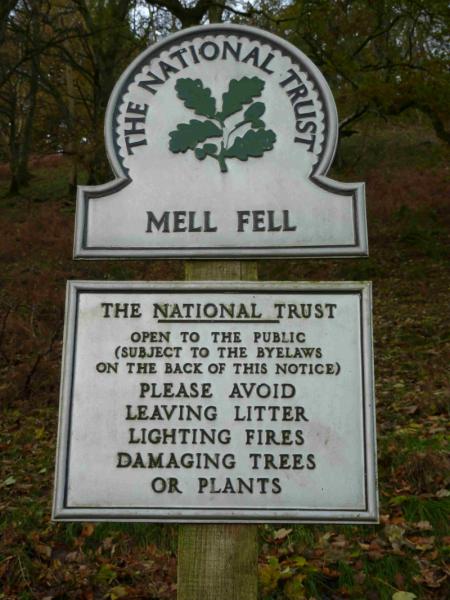 THE NATIONAL TRUST
MELL FELL
THE NATIONAL TRUST
OPEN TO THE PUBLIC
(SUBJECT TO THE BYELAWS
ON THE BACK OF THIS NOTICE)
PLEASE AVOID
LEAVING LITTER
LIGHTING FIRES
DAMAGING TREES
OR PLANTS